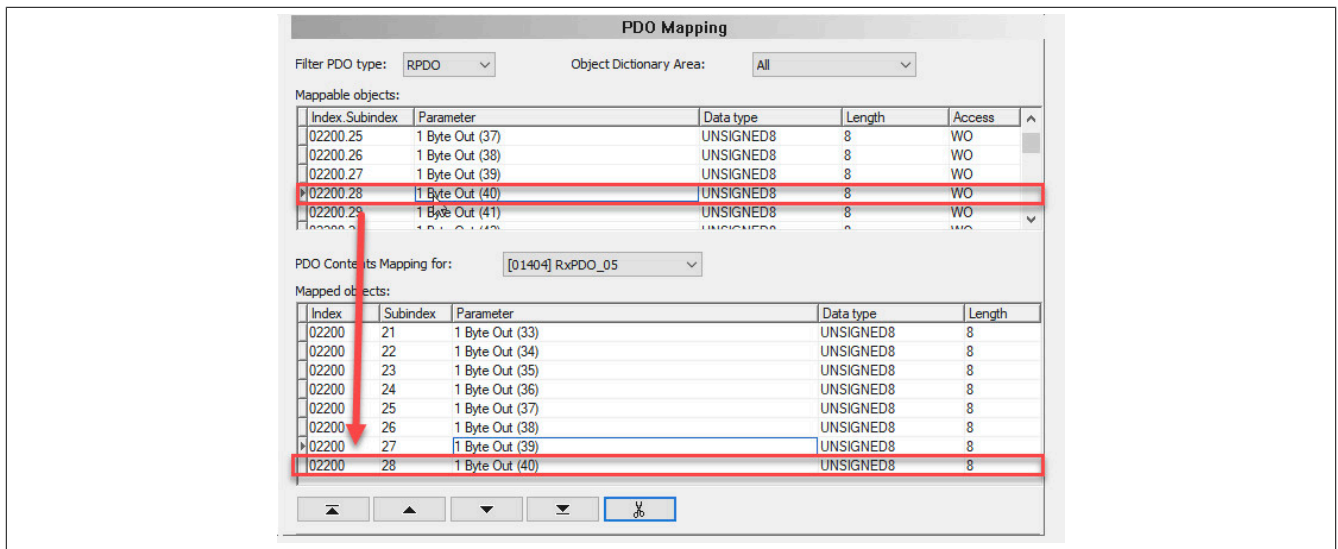 PDO Mapping
Filter PDO type: RPDO Object Dictionary Area: All
Mappable objects:
Index.Subindex Parameter Data type Length Access
02200.25 1 Byte Out (37) UNSIGNED8 8 WO
02200.26 1 Byte Out (38) UNSIGNED8 8 WO
02200.27 1 Byte Out (39) UNSIGNED8 8 WO
02200.28 1 Byte Out (40) UNSIGNED8 8 WO
02200.29 1 Byte Out (41) UNSIGNED8 8 WO
PDO Contents Mapping for: [01404] RxPDO_05
Mapped objects:
Index Subindex Parameter Data type Length
02200 21 1 Byte Out (33) UNSIGNED8 8
02200 22 1 Byte Out (34) UNSIGNED8 8
02200 23 1 Byte Out (35) UNSIGNED8 8
02200 24 1 Byte Out (36) UNSIGNED8 8
02200 25 1 Byte Out (37) UNSIGNED8 8
02200 26 1 Byte Out (38) UNSIGNED8 8
02200 27 1 Byte Out (39) UNSIGNED8 8
02200 28 1 Byte Out (40) UNSIGNED8 8